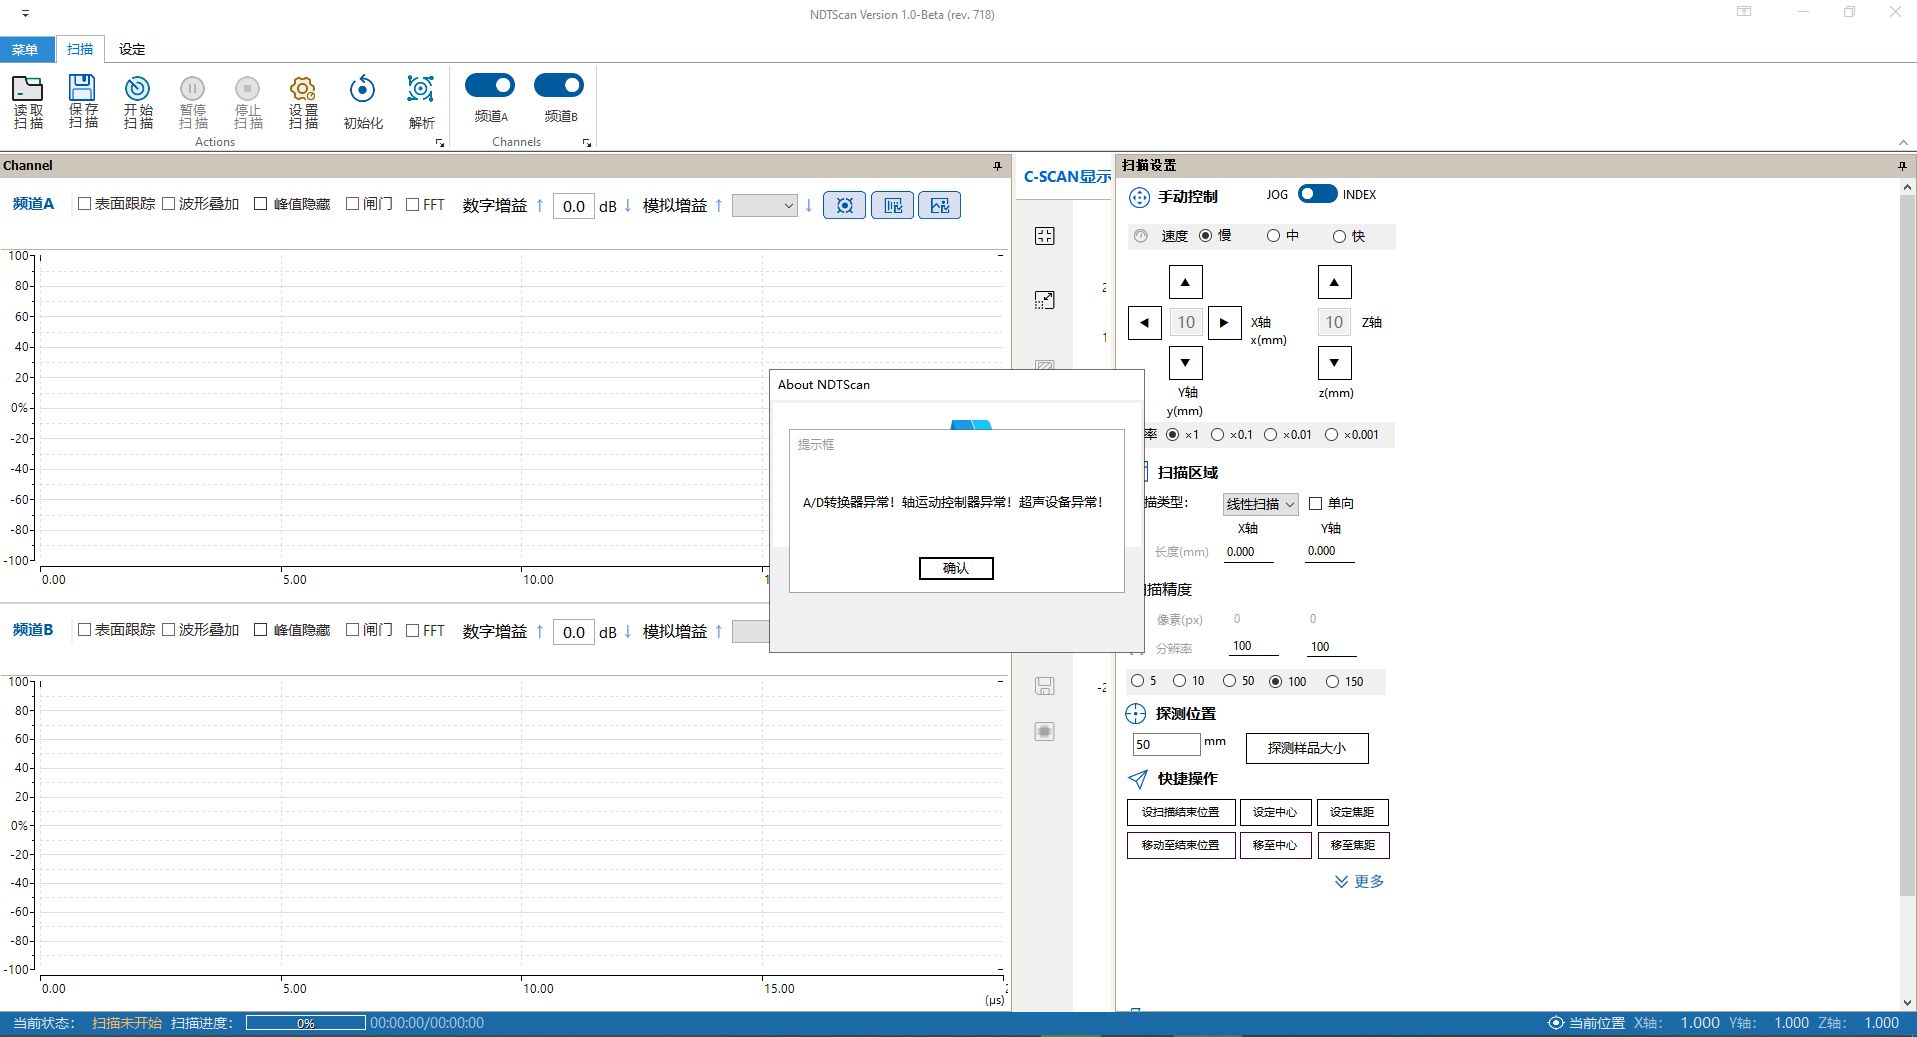 NDTScan Version 1.0-Beta (rev. 718)
菜单 扫描 设定
读取扫描 保存扫描 开始扫描 暂停扫描 停止扫描 设置扫描 初始化 解析 频道A 频道B
Actions Channels
Channel
频道A 表面跟踪 波形叠加 峰值隐藏 闸门 FFT 数字增益 ↑ 0.0 dB ↓ 模拟增益 ↑ ↓
100
80
60
40
20
0%
-20
-40
-60
-80
-100
0.00 5.00 10.00
频道B 表面跟踪 波形叠加 峰值隐藏 闸门 FFT 数字增益 ↑ 0.0 dB ↓ 模拟增益 ↑
100
80
60
40
20
0%
-20
-40
-60
-80
-100
0.00 5.00 10.00 15.00
(μs)
C-SCAN显示
1
-2
About NDTScan
提示框
A/D转换器异常! 轴运动控制器异常! 超声设备异常!
确认
扫描设置
手动控制 JOG INDEX
速度 慢 中 快
10 X轴 10 Z轴
x(mm)
Y轴 z(mm)
y(mm)
率 ×1 ×0.1 ×0.01 ×0.001
扫描区域
描类型: 线性扫描 单向
X轴 Y轴
长度(mm) 0.000 0.000
描精度
像素(px) 0 0
分辨率 100 100
5 10 50 100 150
探测位置
50 mm 探测样品大小
快捷操作
设扫描结束位置 设定中心 设定焦距
移动至结束位置 移至中心 移至焦距
更多
当前状态: 扫描未开始 扫描进度: 0% 00:00:00/00:00:00 当前位置 X轴: 1.000 Y轴: 1.000 Z轴: 1.000